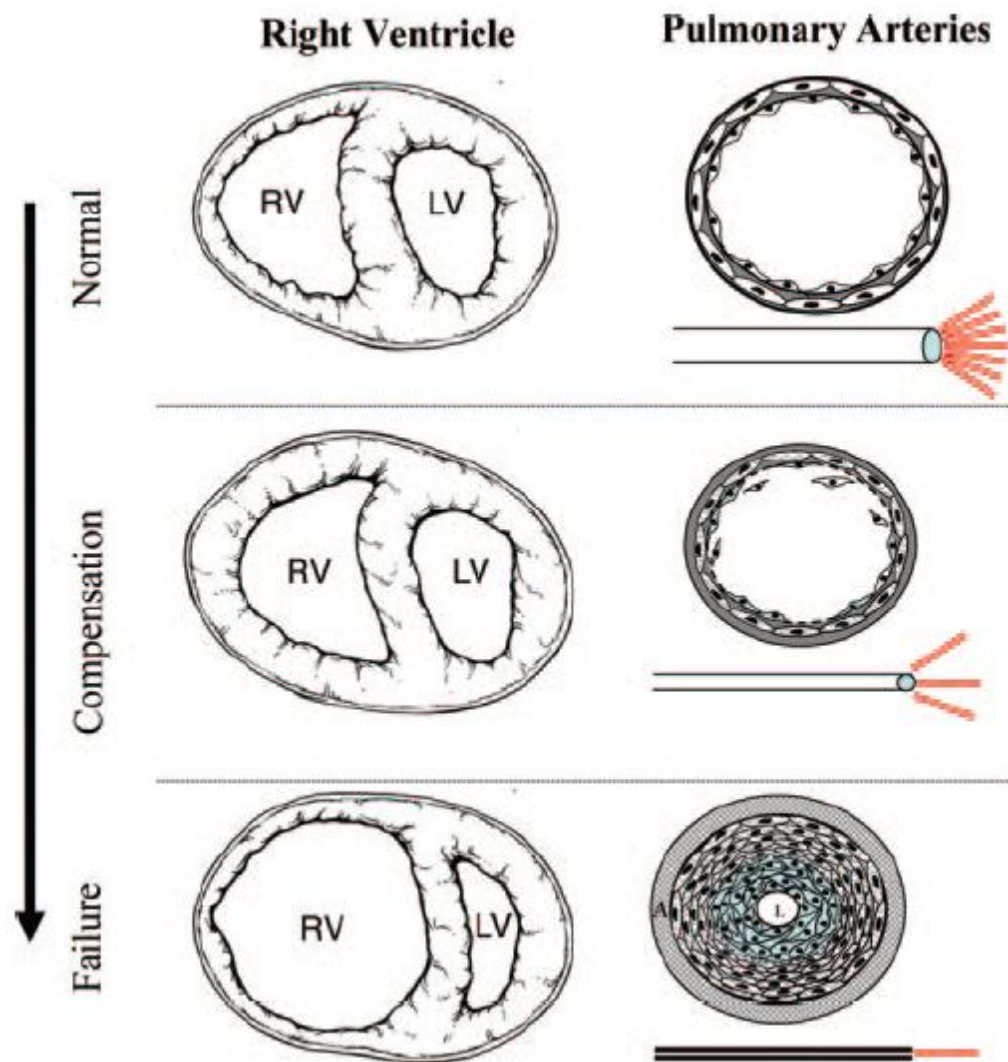 Right Ventricle
Pulmonary Arteries
Normal
RV
LV
Compensation
RV
LV
Failure
RV
LV
A
L